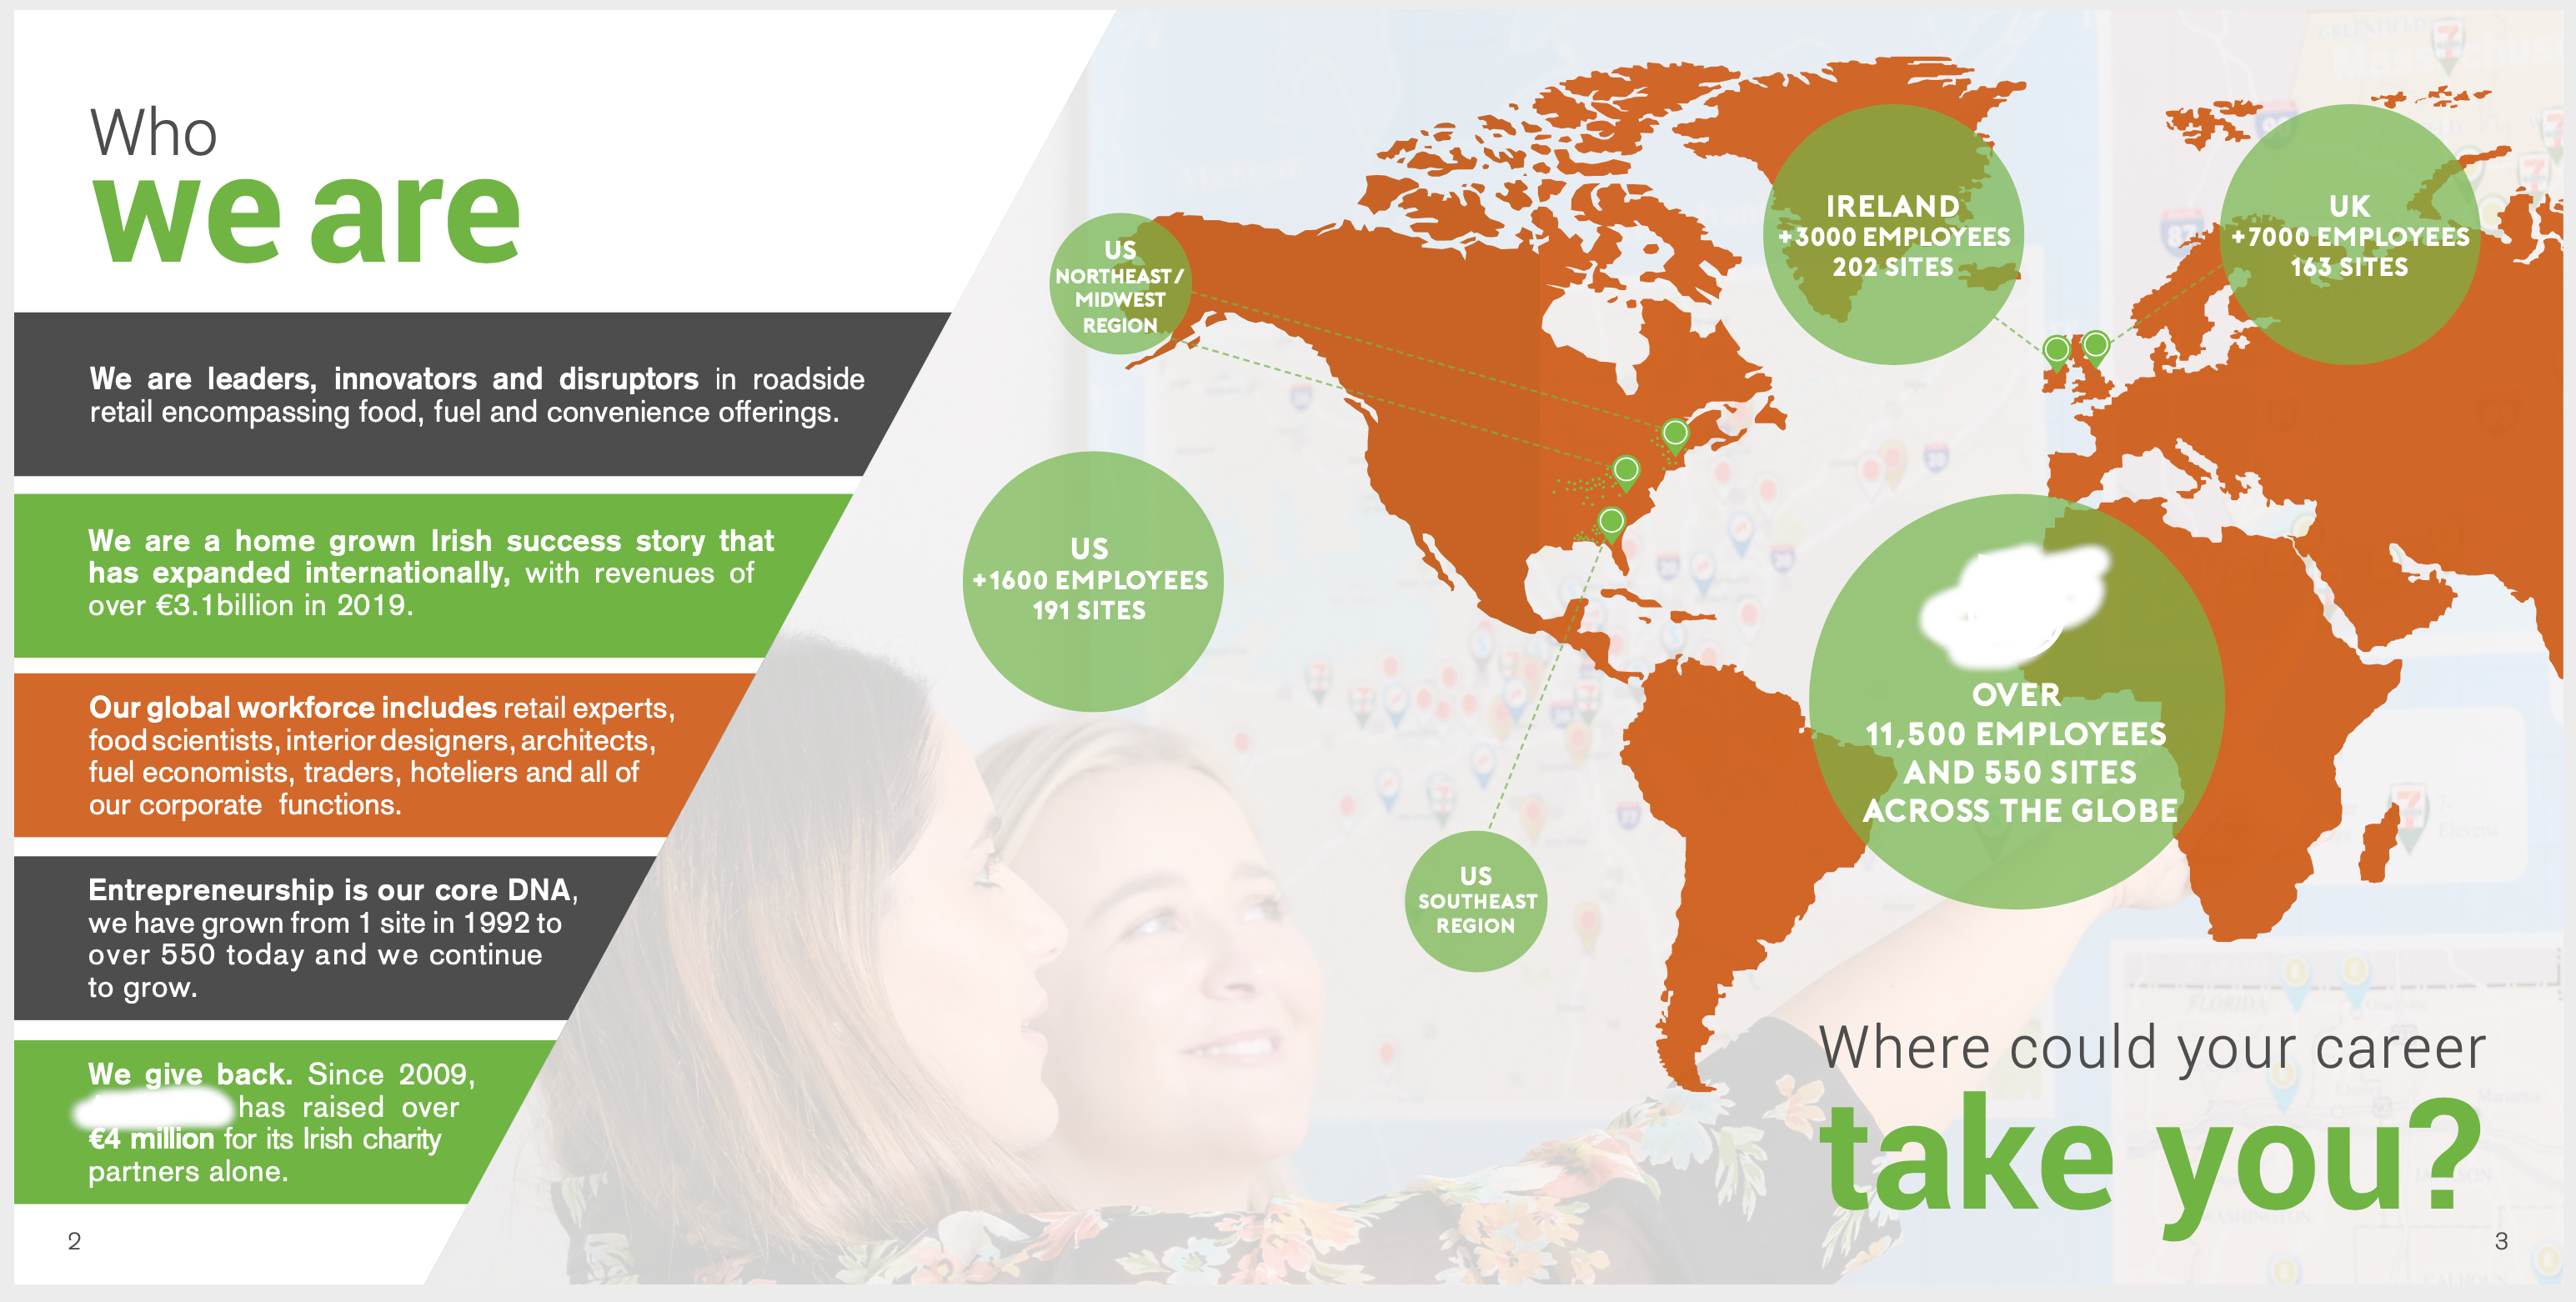 Who
we are
We are leaders, innovators and disruptors in roadside
retail encompassing food, fuel and convenience offerings.
We are a home grown Irish success story that
has expanded internationally, with revenues of
over €3.1billion in 2019.
Our global workforce includes retail experts,
food scientists, interior designers, architects,
fuel economists, traders, hoteliers and all of
our corporate functions.
Entrepreneurship is our core DNA,
we have grown from 1 site in 1992 to
over 550 today and we continue
to grow.
We give back. Since 2009,
has raised over
€4 million for its Irish charity
partners alone.
2
US
NORTHEAST/
MIDWEST
REGION
IRELAND
+3000 EMPLOYEES
202 SITES
UK
+7000 EMPLOYEES
163 SITES
US
+1600 EMPLOYEES
191 SITES
OVER
11,500 EMPLOYEES
AND 550 SITES
ACROSS THE GLOBE
US
SOUTHEAST
REGION
Where could your career
take you?
3